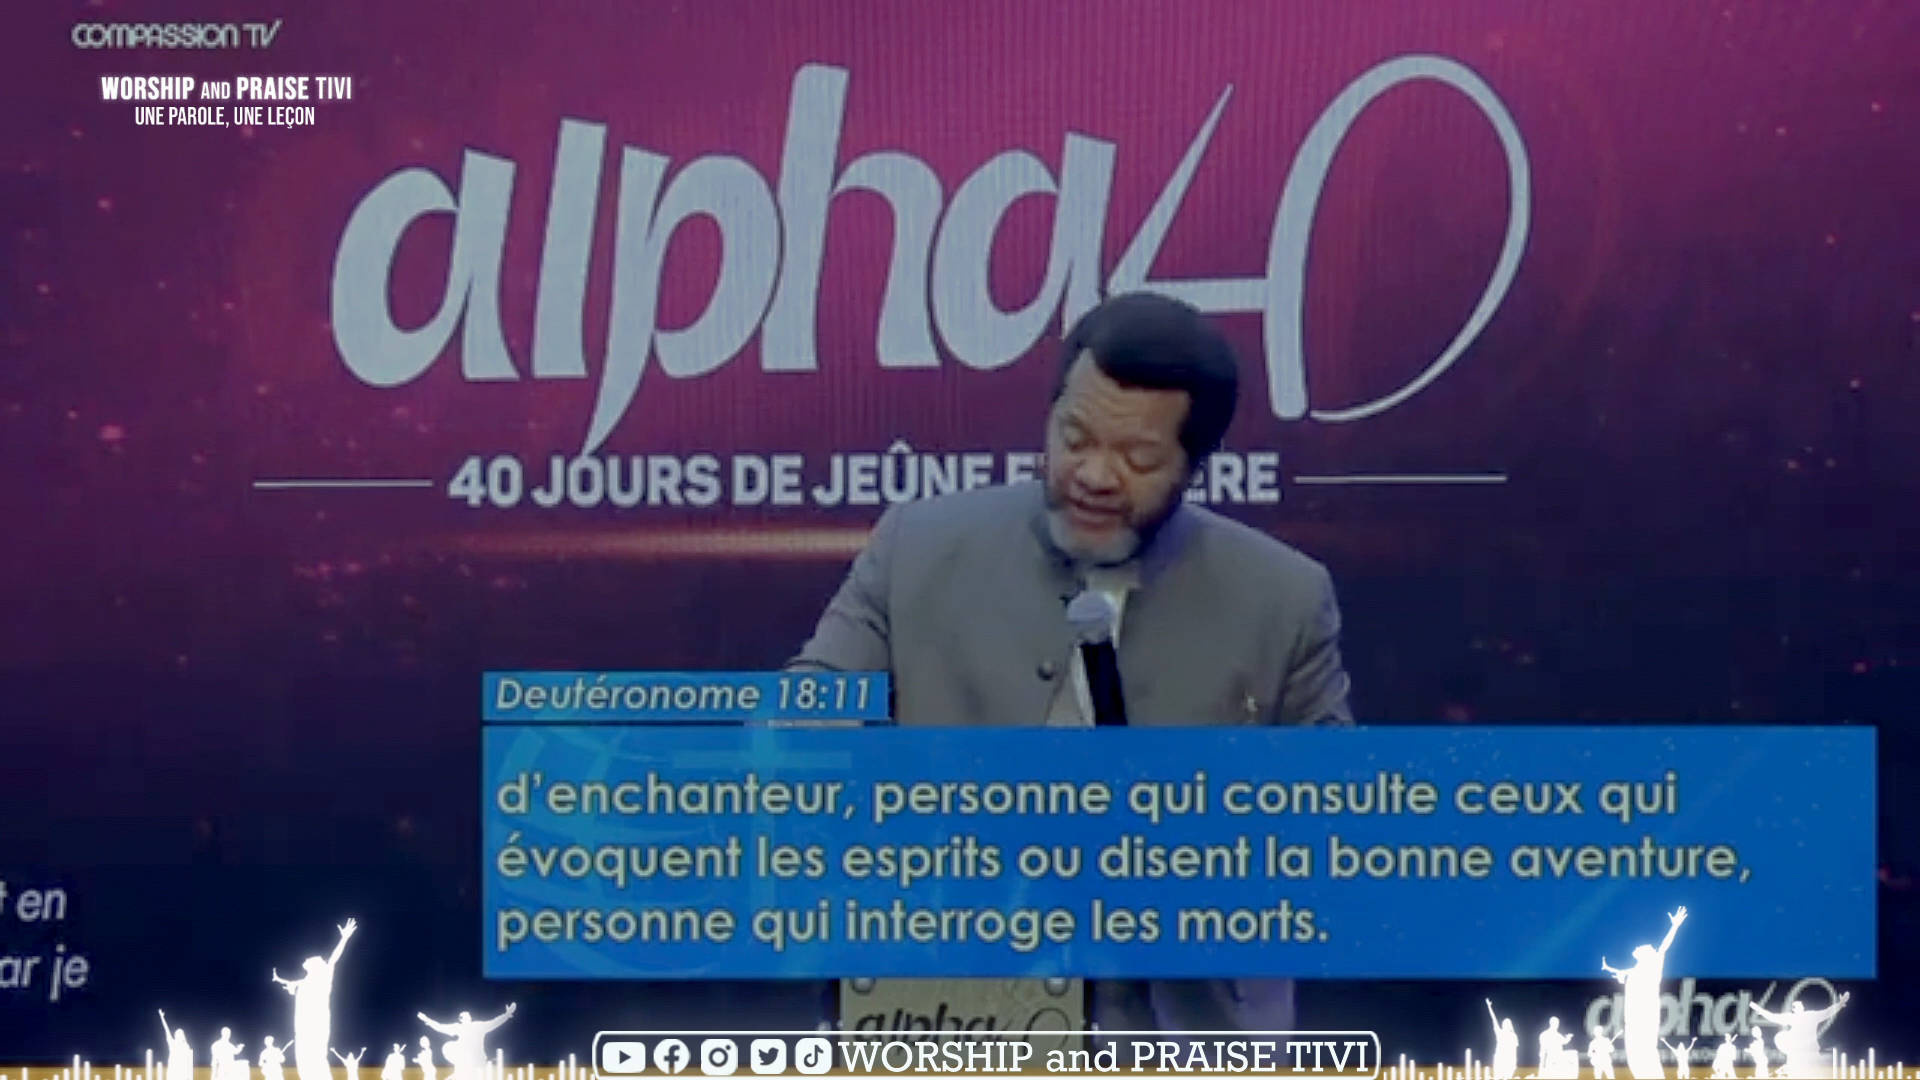 COMPASSION TV
WORSHIP AND PRAISE TIVI
UNE PAROLE, UNE LEÇON
alpha40
40 JOURS DE JEÛNE
Deutéronome 18:11
d'enchanteur, personne qui consulte ceux qui
évoquent les esprits ou disent la bonne aventure,
personne qui interroge les morts.
en
je
alpha40
alpha40
WORSHIP and PRAISE TIVI